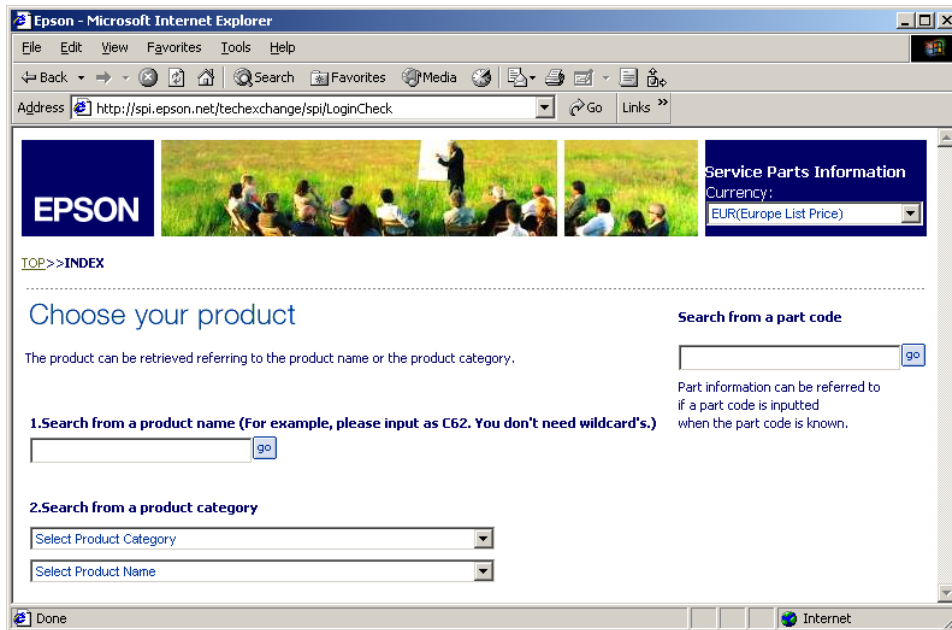 Epson - Microsoft Internet Explorer
File Edit View Favorites Tools Help
Back Search Favorites Media
Address http://spi.epson.net/techexchange/spi/LoginCheck Go Links »
EPSON
Service Parts Information
Currency:
EUR(Europe List Price)
TOP>>INDEX
Choose your product
The product can be retrieved referring to the product name or the product category.
1.Search from a product name (For example, please input as C62. You don't need wildcard's.)
go
2.Search from a product category
Select Product Category
Select Product Name
Search from a part code
go
Part information can be referred to
if a part code is inputted
when the part code is known.
Done Internet